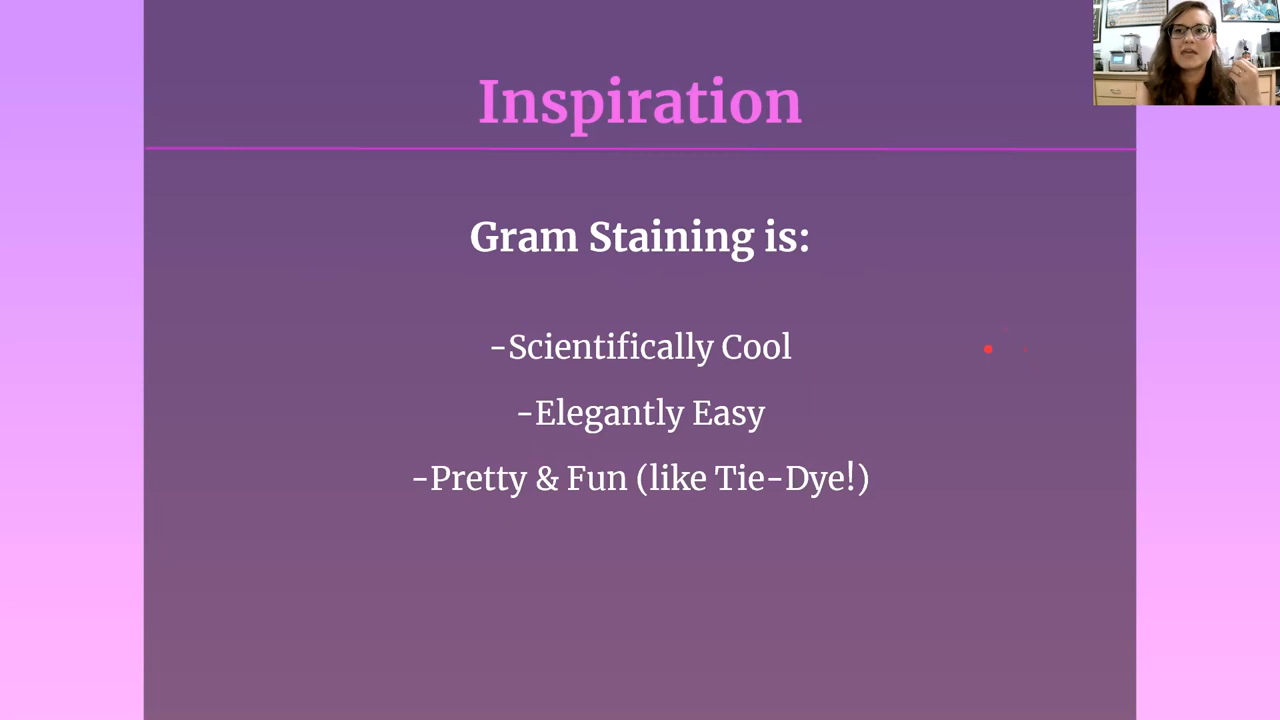 Inspiration
Gram Staining is:
-Scientifically Cool
-Elegantly Easy
-Pretty & Fun (like Tie-Dye!)